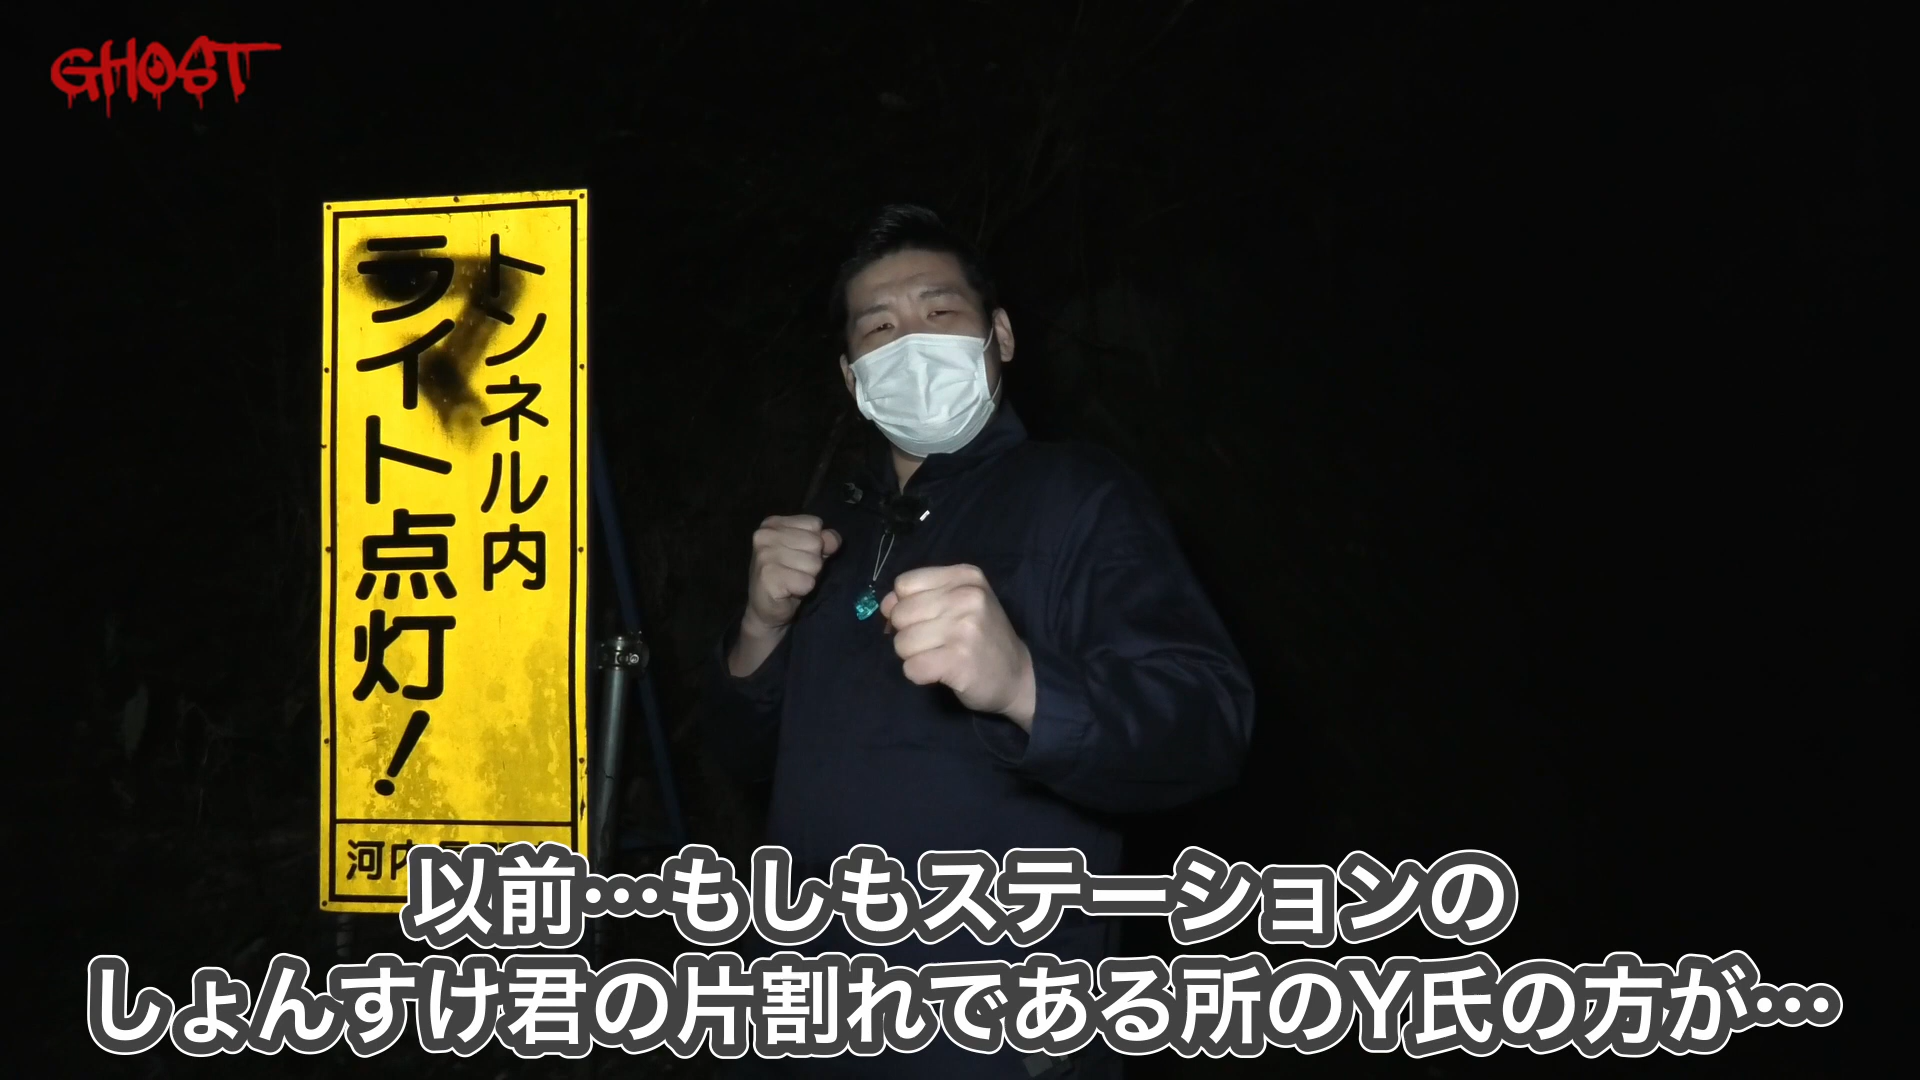 GHOST
トンネル内
ライト点灯!
河内
以前…もしもステーションの
しょんすけ君の片割れである所のY氏の方が…